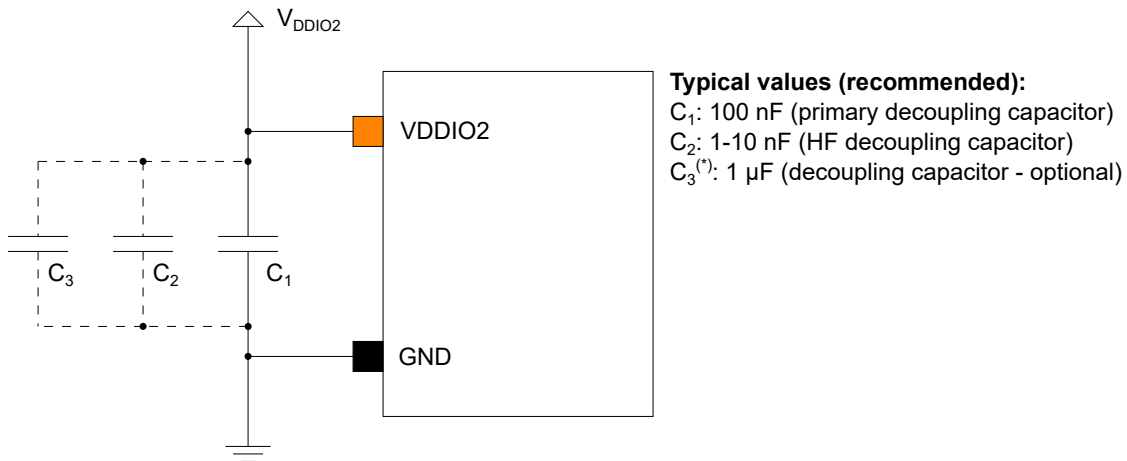 V_DDIO2
VDDIO2
C₃
C₂
C₁
GND
Typical values (recommended):
C₁: 100 nF (primary decoupling capacitor)
C₂: 1-10 nF (HF decoupling capacitor)
C₃⁽*⁾: 1 µF (decoupling capacitor - optional)